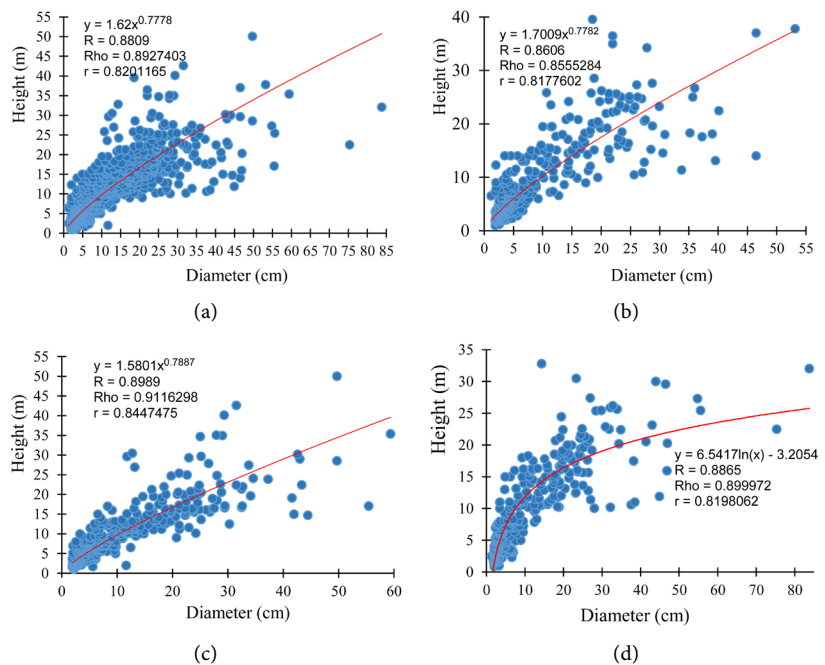 y = 1.62x^0.7778
R = 0.8809
Rho = 0.8927403
r = 0.8201165
Height (m)
55
50
45
40
35
30
25
20
15
10
5
0
0 1 5 10 15 20 25 30 35 40 45 50 55 60 65 70 75 80 85
Diameter (cm)
(a)
y = 1.7009x^0.7782
R = 0.8606
Rho = 0.8555284
r = 0.8177602
Height (m)
40
30
20
10
0
0 5 10 15 20 25 30 35 40 45 50 55
Diameter (cm)
(b)
y = 1.5801x^0.7887
R = 0.8989
Rho = 0.9116298
r = 0.8447475
Height (m)
55
50
45
40
35
30
25
20
15
10
5
0
0 10 20 30 40 50 60
Diameter (cm)
(c)
y = 6.5417ln(x) - 3.2054
R = 0.8865
Rho = 0.899972
r = 0.8198062
Height (m)
35
30
25
20
15
10
5
0
0 10 20 30 40 50 60 70 80
Diameter (cm)
(d)